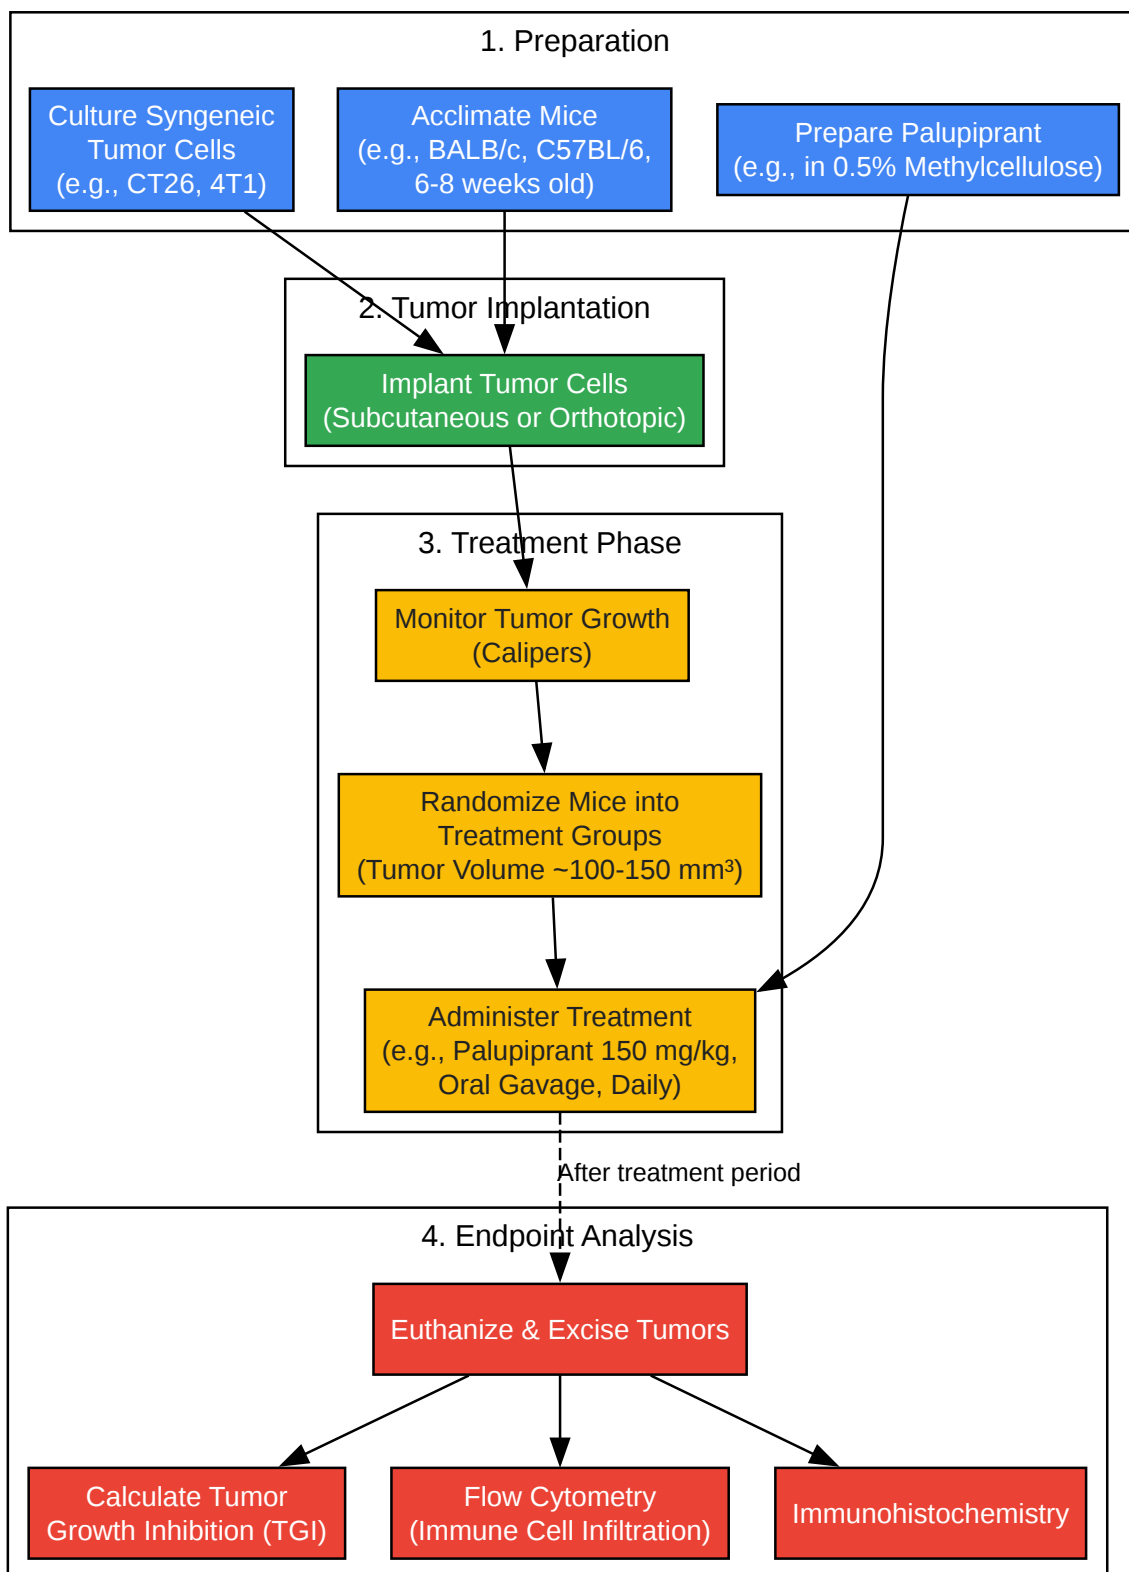 1. Preparation
Culture Syngeneic
Tumor Cells
(e.g., CT26, 4T1)
Acclimate Mice
(e.g., BALB/c, C57BL/6,
6-8 weeks old)
Prepare Palupiprant
(e.g., in 0.5% Methylcellulose)
2. Tumor Implantation
Implant Tumor Cells
(Subcutaneous or Orthotopic)
3. Treatment Phase
Monitor Tumor Growth
(Calipers)
Randomize Mice into
Treatment Groups
(Tumor Volume ~100-150 mm³)
Administer Treatment
(e.g., Palupiprant 150 mg/kg,
Oral Gavage, Daily)
After treatment period
4. Endpoint Analysis
Euthanize & Excise Tumors
Calculate Tumor
Growth Inhibition (TGI)
Flow Cytometry
(Immune Cell Infiltration)
Immunohistochemistry